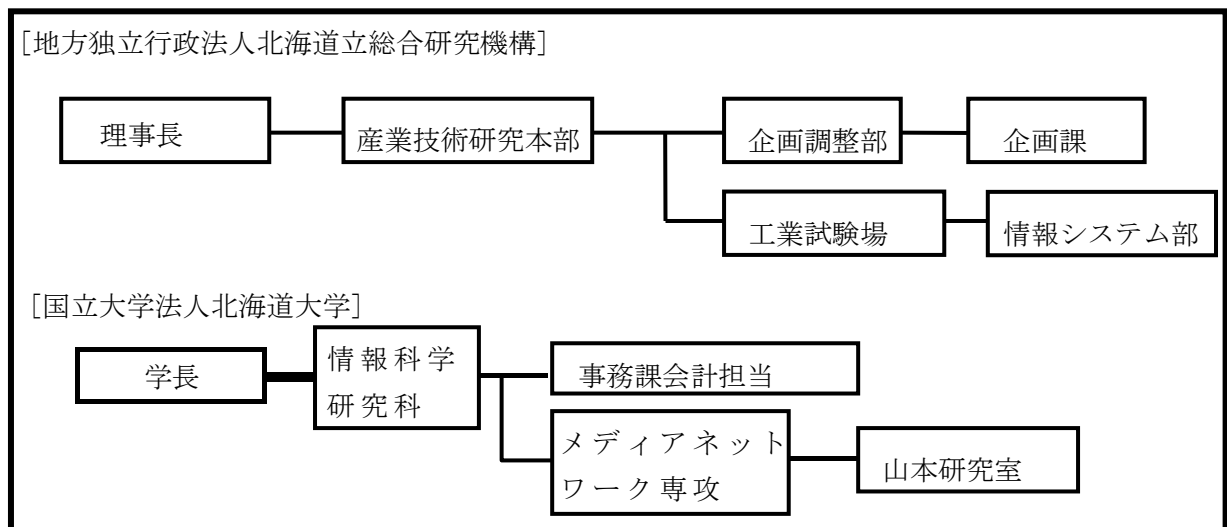 [地方独立行政法人北海道立総合研究機構]
理事長
産業技術研究本部
企画調整部
企画課
工業試験場
情報システム部
[国立大学法人北海道大学]
学長
情報科学
研究科
事務課会計担当
メディアネット
ワーク専攻
山本研究室